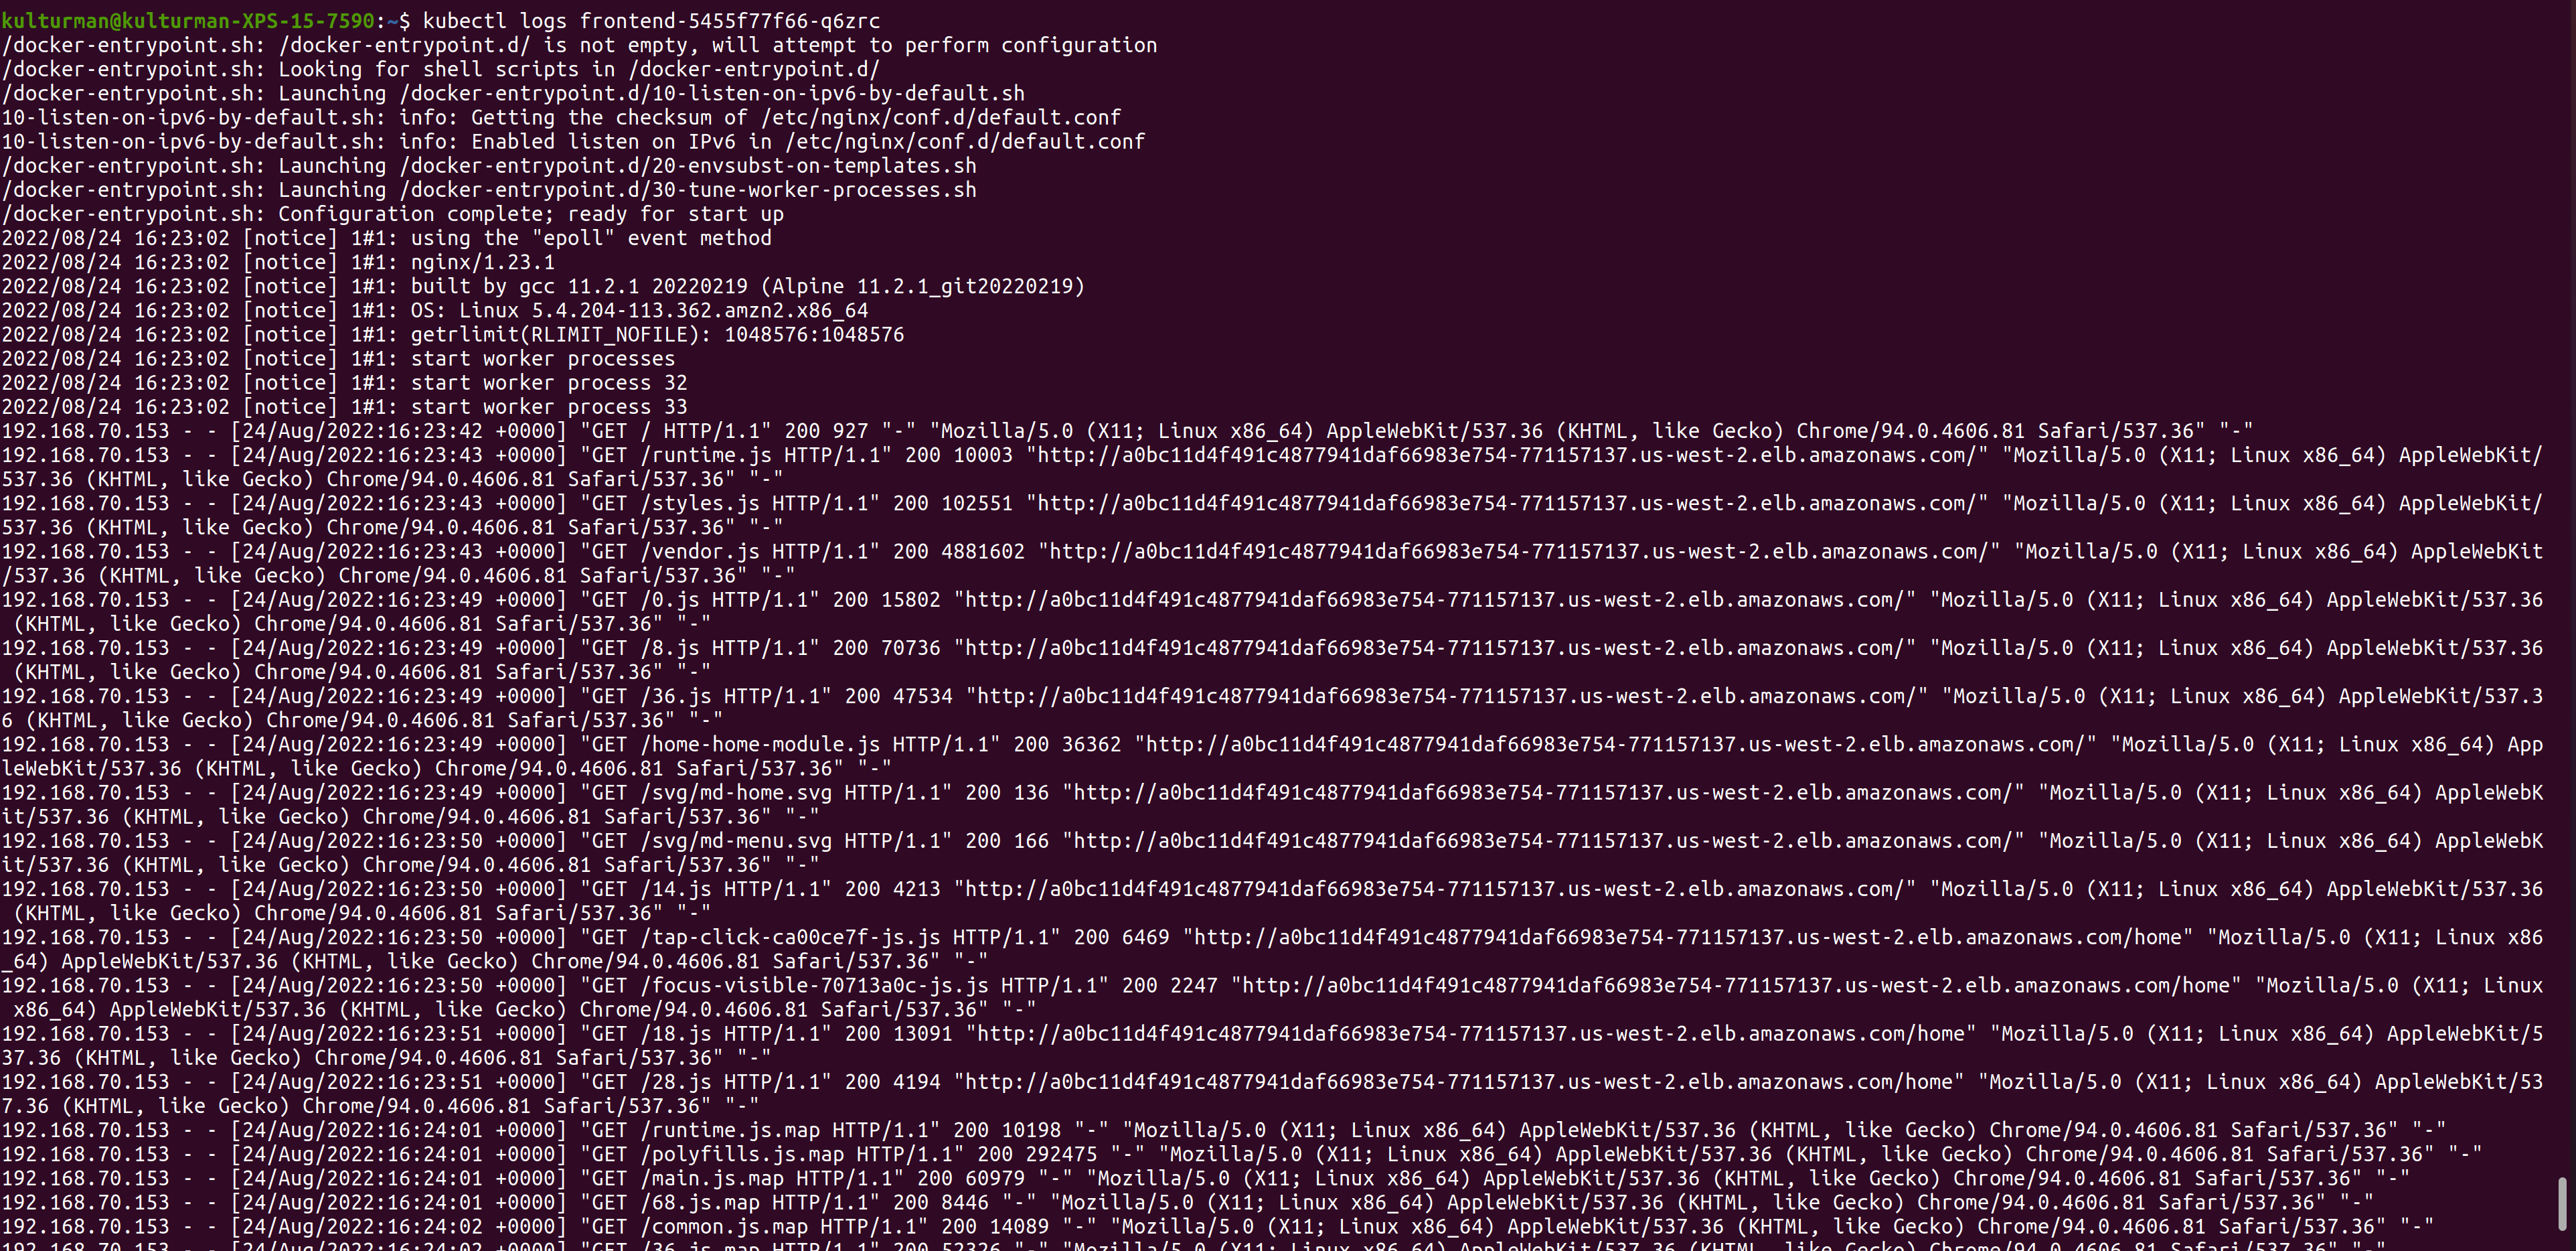 kulturman@kulturman-XPS-15-7590:~$ kubectl logs frontend-5455f77f66-q6zrc
/docker-entrypoint.sh: /docker-entrypoint.d/ is not empty, will attempt to perform configuration
/docker-entrypoint.sh: Looking for shell scripts in /docker-entrypoint.d/
/docker-entrypoint.sh: Launching /docker-entrypoint.d/10-listen-on-ipv6-by-default.sh
10-listen-on-ipv6-by-default.sh: info: Getting the checksum of /etc/nginx/conf.d/default.conf
10-listen-on-ipv6-by-default.sh: info: Enabled listen on IPv6 in /etc/nginx/conf.d/default.conf
/docker-entrypoint.sh: Launching /docker-entrypoint.d/20-envsubst-on-templates.sh
/docker-entrypoint.sh: Launching /docker-entrypoint.d/30-tune-worker-processes.sh
/docker-entrypoint.sh: Configuration complete; ready for start up
2022/08/24 16:23:02 [notice] 1#1: using the "epoll" event method
2022/08/24 16:23:02 [notice] 1#1: nginx/1.23.1
2022/08/24 16:23:02 [notice] 1#1: built by gcc 11.2.1 20220219 (Alpine 11.2.1_git20220219)
2022/08/24 16:23:02 [notice] 1#1: OS: Linux 5.4.204-113.362.amzn2.x86_64
2022/08/24 16:23:02 [notice] 1#1: getrlimit(RLIMIT_NOFILE): 1048576:1048576
2022/08/24 16:23:02 [notice] 1#1: start worker processes
2022/08/24 16:23:02 [notice] 1#1: start worker process 32
2022/08/24 16:23:02 [notice] 1#1: start worker process 33
192.168.70.153 - - [24/Aug/2022:16:23:42 +0000] "GET / HTTP/1.1" 200 927 "-" "Mozilla/5.0 (X11; Linux x86_64) AppleWebKit/537.36 (KHTML, like Gecko) Chrome/94.0.4606.81 Safari/537.36" "-"
192.168.70.153 - - [24/Aug/2022:16:23:43 +0000] "GET /runtime.js HTTP/1.1" 200 10003 "http://a0bc11d4f491c4877941daf66983e754-771157137.us-west-2.elb.amazonaws.com/" "Mozilla/5.0 (X11; Linux x86_64) AppleWebKit/
537.36 (KHTML, like Gecko) Chrome/94.0.4606.81 Safari/537.36" "-"
192.168.70.153 - - [24/Aug/2022:16:23:43 +0000] "GET /styles.js HTTP/1.1" 200 102551 "http://a0bc11d4f491c4877941daf66983e754-771157137.us-west-2.elb.amazonaws.com/" "Mozilla/5.0 (X11; Linux x86_64) AppleWebKit/
537.36 (KHTML, like Gecko) Chrome/94.0.4606.81 Safari/537.36" "-"
192.168.70.153 - - [24/Aug/2022:16:23:43 +0000] "GET /vendor.js HTTP/1.1" 200 4881602 "http://a0bc11d4f491c4877941daf66983e754-771157137.us-west-2.elb.amazonaws.com/" "Mozilla/5.0 (X11; Linux x86_64) AppleWebKit
/537.36 (KHTML, like Gecko) Chrome/94.0.4606.81 Safari/537.36" "-"
192.168.70.153 - - [24/Aug/2022:16:23:49 +0000] "GET /0.js HTTP/1.1" 200 15802 "http://a0bc11d4f491c4877941daf66983e754-771157137.us-west-2.elb.amazonaws.com/" "Mozilla/5.0 (X11; Linux x86_64) AppleWebKit/537.36
(KHTML, like Gecko) Chrome/94.0.4606.81 Safari/537.36" "-"
192.168.70.153 - - [24/Aug/2022:16:23:49 +0000] "GET /8.js HTTP/1.1" 200 70736 "http://a0bc11d4f491c4877941daf66983e754-771157137.us-west-2.elb.amazonaws.com/" "Mozilla/5.0 (X11; Linux x86_64) AppleWebKit/537.36
(KHTML, like Gecko) Chrome/94.0.4606.81 Safari/537.36" "-"
192.168.70.153 - - [24/Aug/2022:16:23:49 +0000] "GET /36.js HTTP/1.1" 200 47534 "http://a0bc11d4f491c4877941daf66983e754-771157137.us-west-2.elb.amazonaws.com/" "Mozilla/5.0 (X11; Linux x86_64) AppleWebKit/537.3
6 (KHTML, like Gecko) Chrome/94.0.4606.81 Safari/537.36" "-"
192.168.70.153 - - [24/Aug/2022:16:23:49 +0000] "GET /home-home-module.js HTTP/1.1" 200 36362 "http://a0bc11d4f491c4877941daf66983e754-771157137.us-west-2.elb.amazonaws.com/" "Mozilla/5.0 (X11; Linux x86_64) App
leWebKit/537.36 (KHTML, like Gecko) Chrome/94.0.4606.81 Safari/537.36" "-"
192.168.70.153 - - [24/Aug/2022:16:23:49 +0000] "GET /svg/md-home.svg HTTP/1.1" 200 136 "http://a0bc11d4f491c4877941daf66983e754-771157137.us-west-2.elb.amazonaws.com/" "Mozilla/5.0 (X11; Linux x86_64) AppleWebK
it/537.36 (KHTML, like Gecko) Chrome/94.0.4606.81 Safari/537.36" "-"
192.168.70.153 - - [24/Aug/2022:16:23:50 +0000] "GET /svg/md-menu.svg HTTP/1.1" 200 166 "http://a0bc11d4f491c4877941daf66983e754-771157137.us-west-2.elb.amazonaws.com/" "Mozilla/5.0 (X11; Linux x86_64) AppleWebK
it/537.36 (KHTML, like Gecko) Chrome/94.0.4606.81 Safari/537.36" "-"
192.168.70.153 - - [24/Aug/2022:16:23:50 +0000] "GET /14.js HTTP/1.1" 200 4213 "http://a0bc11d4f491c4877941daf66983e754-771157137.us-west-2.elb.amazonaws.com/" "Mozilla/5.0 (X11; Linux x86_64) AppleWebKit/537.36
(KHTML, like Gecko) Chrome/94.0.4606.81 Safari/537.36" "-"
192.168.70.153 - - [24/Aug/2022:16:23:50 +0000] "GET /tap-click-ca00ce7f-js.js HTTP/1.1" 200 6469 "http://a0bc11d4f491c4877941daf66983e754-771157137.us-west-2.elb.amazonaws.com/home" "Mozilla/5.0 (X11; Linux x86
_64) AppleWebKit/537.36 (KHTML, like Gecko) Chrome/94.0.4606.81 Safari/537.36" "-"
192.168.70.153 - - [24/Aug/2022:16:23:50 +0000] "GET /focus-visible-70713a0c-js.js HTTP/1.1" 200 2247 "http://a0bc11d4f491c4877941daf66983e754-771157137.us-west-2.elb.amazonaws.com/home" "Mozilla/5.0 (X11; Linux
x86_64) AppleWebKit/537.36 (KHTML, like Gecko) Chrome/94.0.4606.81 Safari/537.36" "-"
192.168.70.153 - - [24/Aug/2022:16:23:51 +0000] "GET /18.js HTTP/1.1" 200 13091 "http://a0bc11d4f491c4877941daf66983e754-771157137.us-west-2.elb.amazonaws.com/home" "Mozilla/5.0 (X11; Linux x86_64) AppleWebKit/5
37.36 (KHTML, like Gecko) Chrome/94.0.4606.81 Safari/537.36" "-"
192.168.70.153 - - [24/Aug/2022:16:23:51 +0000] "GET /28.js HTTP/1.1" 200 4194 "http://a0bc11d4f491c4877941daf66983e754-771157137.us-west-2.elb.amazonaws.com/home" "Mozilla/5.0 (X11; Linux x86_64) AppleWebKit/53
7.36 (KHTML, like Gecko) Chrome/94.0.4606.81 Safari/537.36" "-"
192.168.70.153 - - [24/Aug/2022:16:24:01 +0000] "GET /runtime.js.map HTTP/1.1" 200 10198 "-" "Mozilla/5.0 (X11; Linux x86_64) AppleWebKit/537.36 (KHTML, like Gecko) Chrome/94.0.4606.81 Safari/537.36" "-"
192.168.70.153 - - [24/Aug/2022:16:24:01 +0000] "GET /polyfills.js.map HTTP/1.1" 200 292475 "-" "Mozilla/5.0 (X11; Linux x86_64) AppleWebKit/537.36 (KHTML, like Gecko) Chrome/94.0.4606.81 Safari/537.36" "-"
192.168.70.153 - - [24/Aug/2022:16:24:01 +0000] "GET /main.js.map HTTP/1.1" 200 60979 "-" "Mozilla/5.0 (X11; Linux x86_64) AppleWebKit/537.36 (KHTML, like Gecko) Chrome/94.0.4606.81 Safari/537.36" "-"
192.168.70.153 - - [24/Aug/2022:16:24:01 +0000] "GET /68.js.map HTTP/1.1" 200 8446 "-" "Mozilla/5.0 (X11; Linux x86_64) AppleWebKit/537.36 (KHTML, like Gecko) Chrome/94.0.4606.81 Safari/537.36" "-"
192.168.70.153 - - [24/Aug/2022:16:24:02 +0000] "GET /common.js.map HTTP/1.1" 200 14089 "-" "Mozilla/5.0 (X11; Linux x86_64) AppleWebKit/537.36 (KHTML, like Gecko) Chrome/94.0.4606.81 Safari/537.36" "-"
192.168.70.153 - - [24/Aug/2022:16:24:02 +0000] "GET /36.js.map HTTP/1.1" 200 52326 "-" "Mozilla/5.0 (X11; Linux x86_64) AppleWebKit/537.36 (KHTML, like Gecko) Chrome/94.0.4606.81 Safari/537.36" "-"